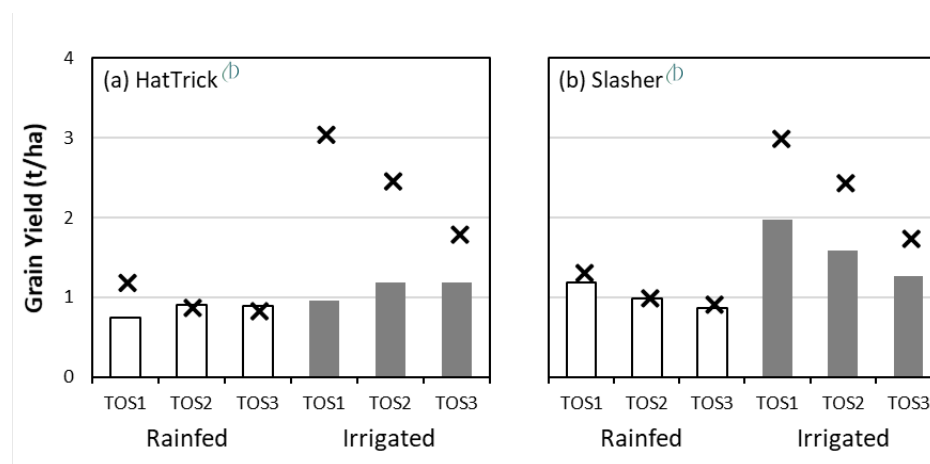 (a) HatTrick
(b) Slasher
Grain Yield (t/ha)
4
3
2
1
0
TOS1 TOS2 TOS3 TOS1 TOS2 TOS3
Rainfed Irrigated
TOS1 TOS2 TOS3 TOS1 TOS2 TOS3
Rainfed Irrigated